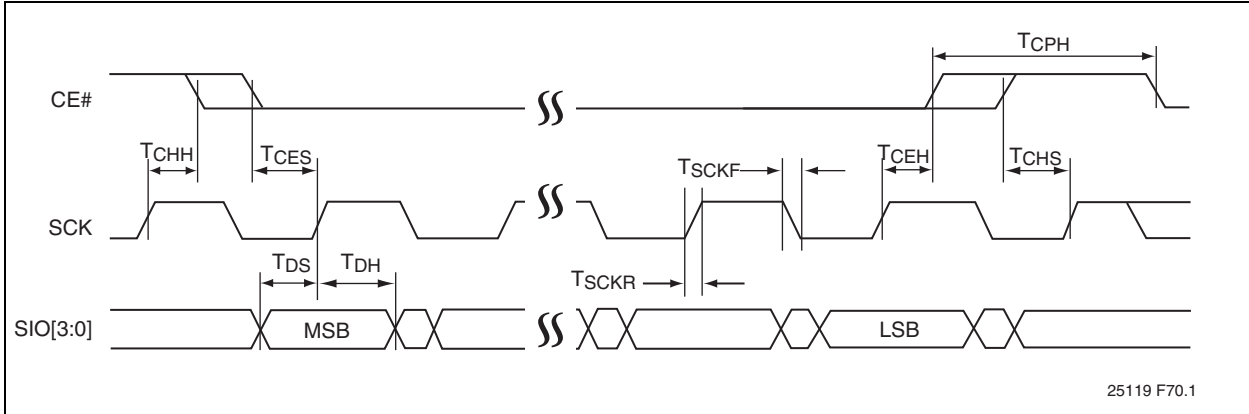 TCPH
CE#
TCHH
TCES
TSCKF
TCEH
TCHS
SCK
TDS
TDH
TSCKR
SIO[3:0]
MSB
LSB
25119 F70.1